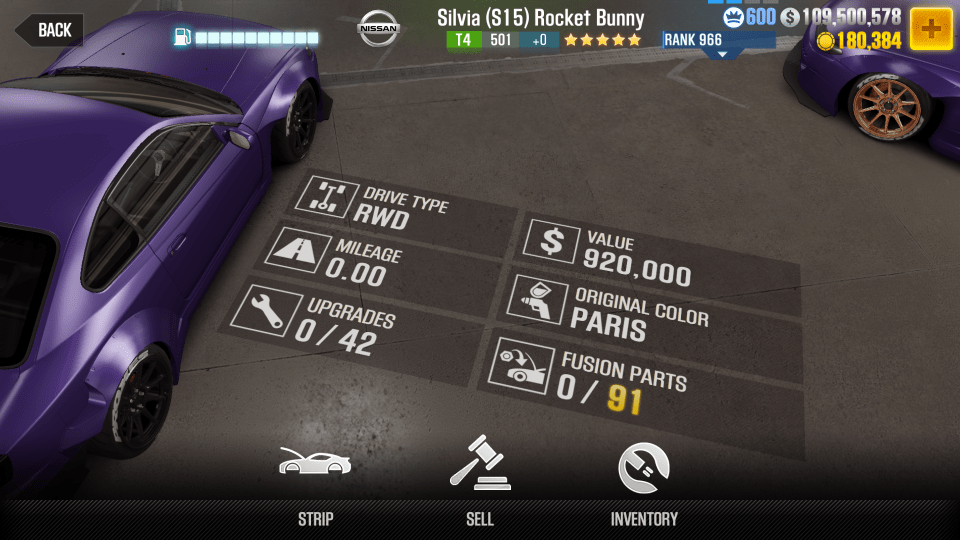 BACK
NISSAN
Silvia (S15) Rocket Bunny
T4 501 +0
RANK 966
600 $ 109,500,578
180,384
DRIVE TYPE
RWD
MILEAGE
0.00
UPGRADES
0 / 42
$ VALUE
920,000
ORIGINAL COLOR
PARIS
FUSION PARTS
0 / 91
STRIP
SELL
INVENTORY